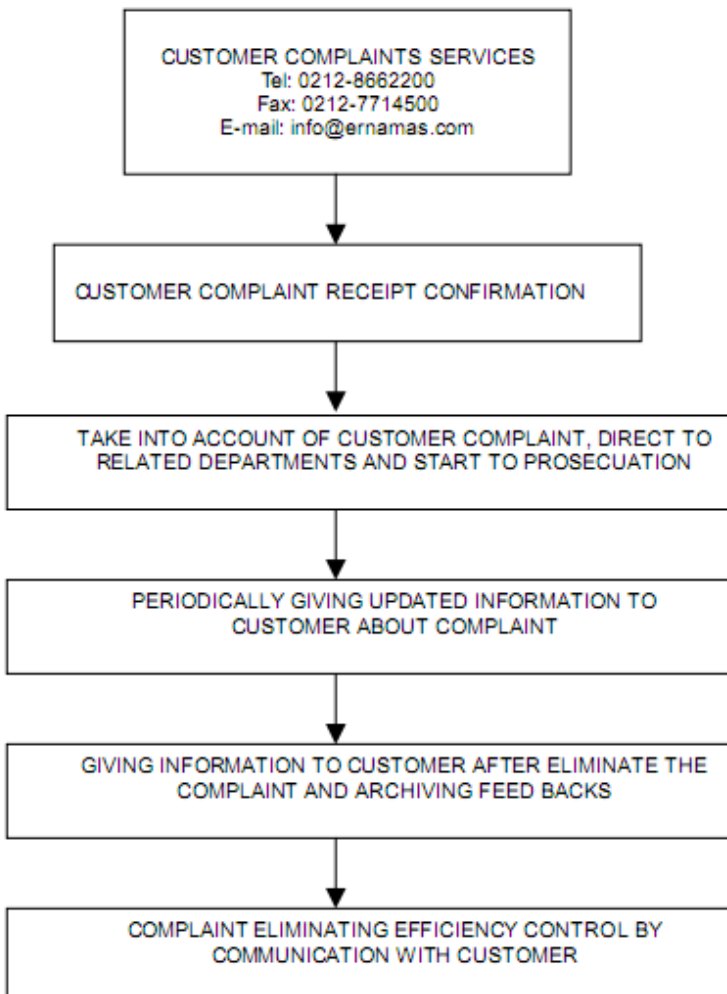 CUSTOMER COMPLAINTS SERVICES
Tel: 0212-8662200
Fax: 0212-7714500
E-mail: info@ernamas.com
CUSTOMER COMPLAINT RECEIPT CONFIRMATION
TAKE INTO ACCOUNT OF CUSTOMER COMPLAINT, DIRECT TO
RELATED DEPARTMENTS AND START TO PROSECUATION
PERIODICALLY GIVING UPDATED INFORMATION TO
CUSTOMER ABOUT COMPLAINT
GIVING INFORMATION TO CUSTOMER AFTER ELIMINATE THE
COMPLAINT AND ARCHIVING FEED BACKS
COMPLAINT ELIMINATING EFFICIENCY CONTROL BY
COMMUNICATION WITH CUSTOMER